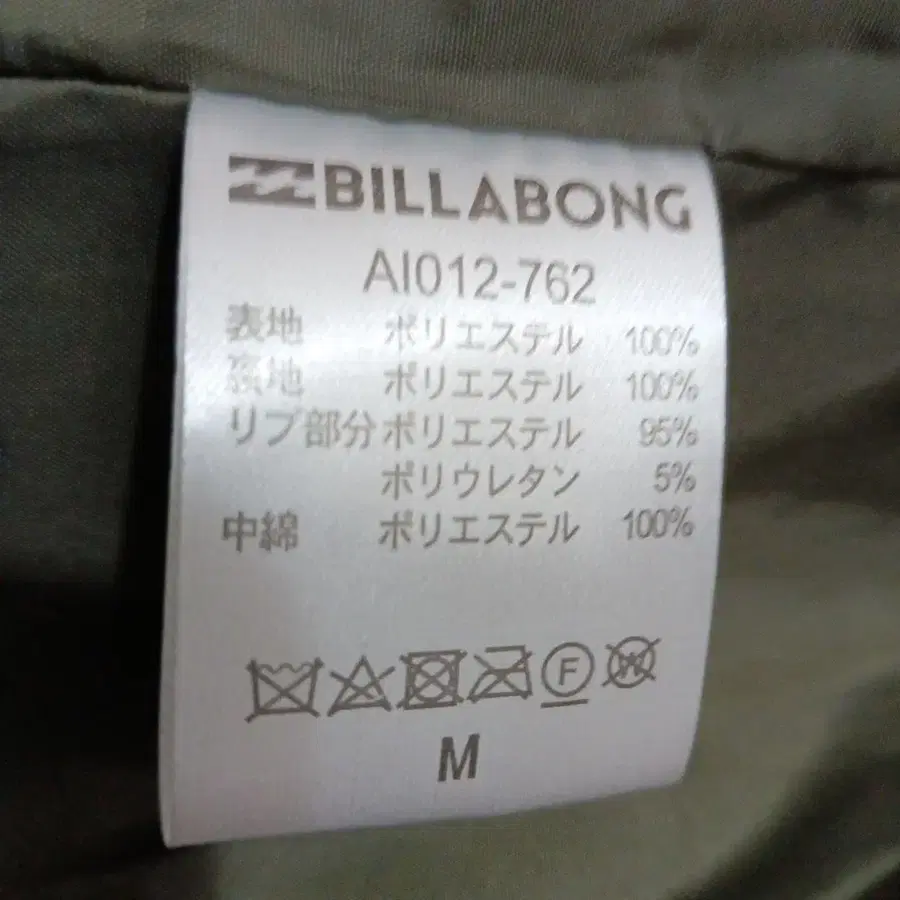 BILLABONG
AI012-762
表地 ポリエステル 100%
裏地 ポリエステル 100%
リブ部分 ポリエステル 95%
ポリウレタン 5%
中綿 ポリエステル 100%
F W
M